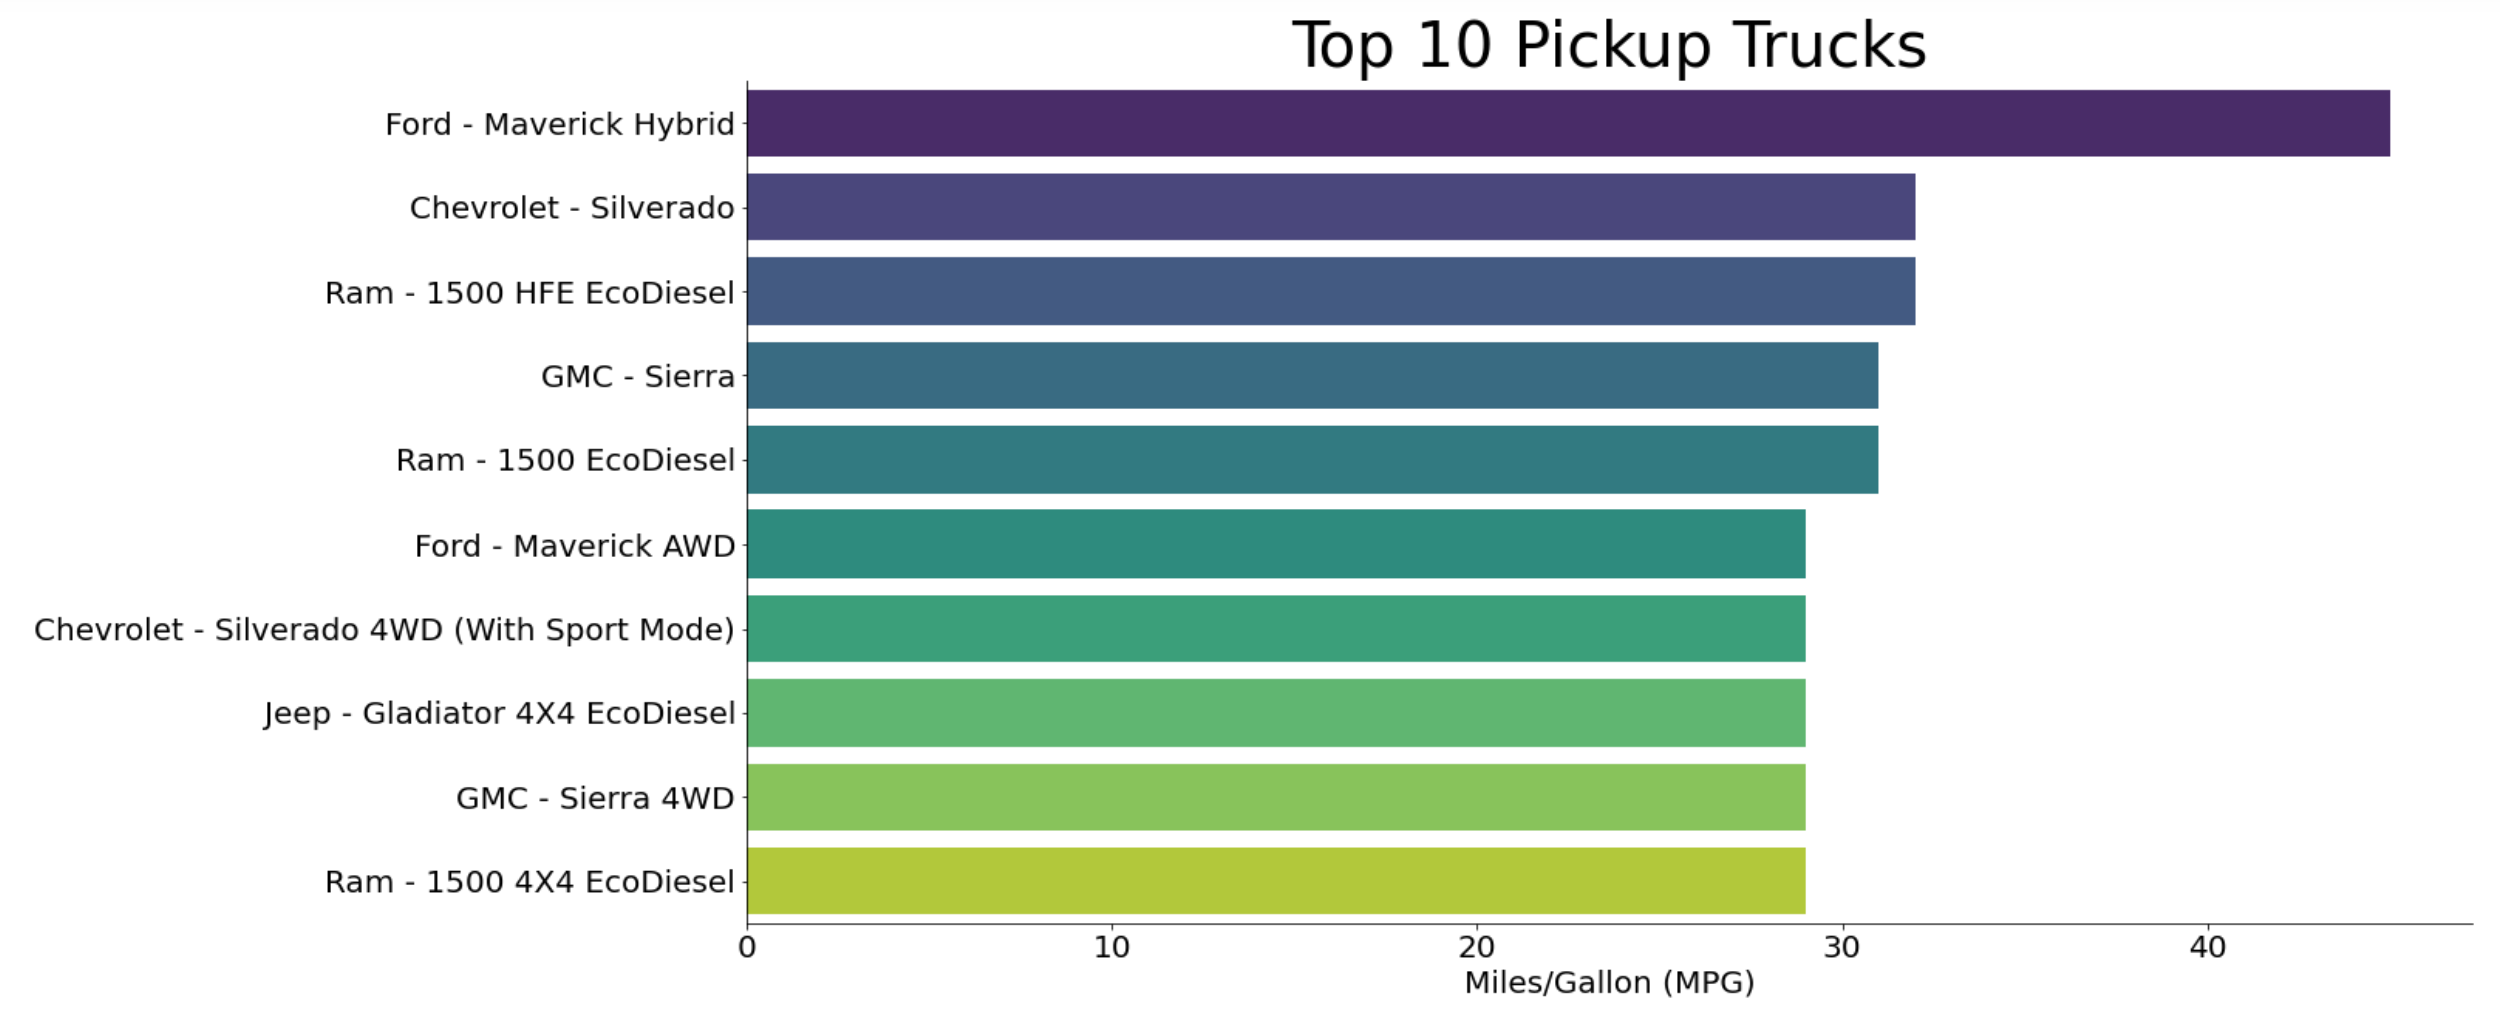 Top 10 Pickup Trucks
Ford - Maverick Hybrid
Chevrolet - Silverado
Ram - 1500 HFE EcoDiesel
GMC - Sierra
Ram - 1500 EcoDiesel
Ford - Maverick AWD
Chevrolet - Silverado 4WD (With Sport Mode)
Jeep - Gladiator 4X4 EcoDiesel
GMC - Sierra 4WD
Ram - 1500 4X4 EcoDiesel
0 10 20 30 40
Miles/Gallon (MPG)